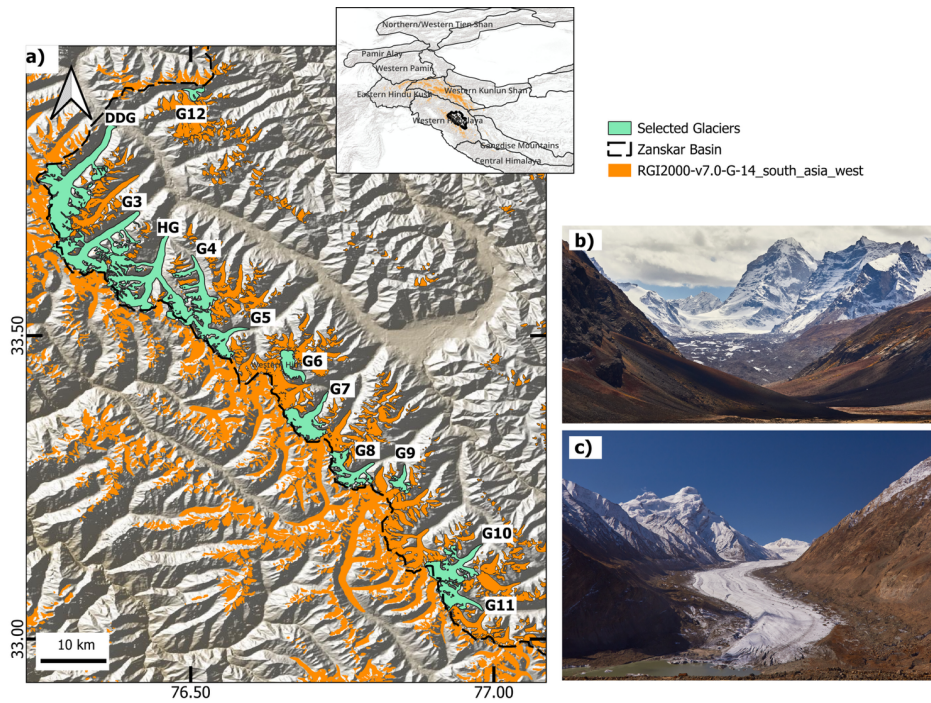 a)
DDG
G12
G3
HG
G4
G5
G6
G7
G8
G9
G10
G11
33.50
33.00
10 km
76.50
77.00
Northern/Western Tien Shan
Pamir Alay
Western Pamir
Eastern Hindu Kush
Western Kunlun Shan
Western Himalaya
Gangdise Mountains
Central Himalaya
Selected Glaciers
Zanskar Basin
RGI2000-v7.0-G-14_south_asia_west
b)
c)